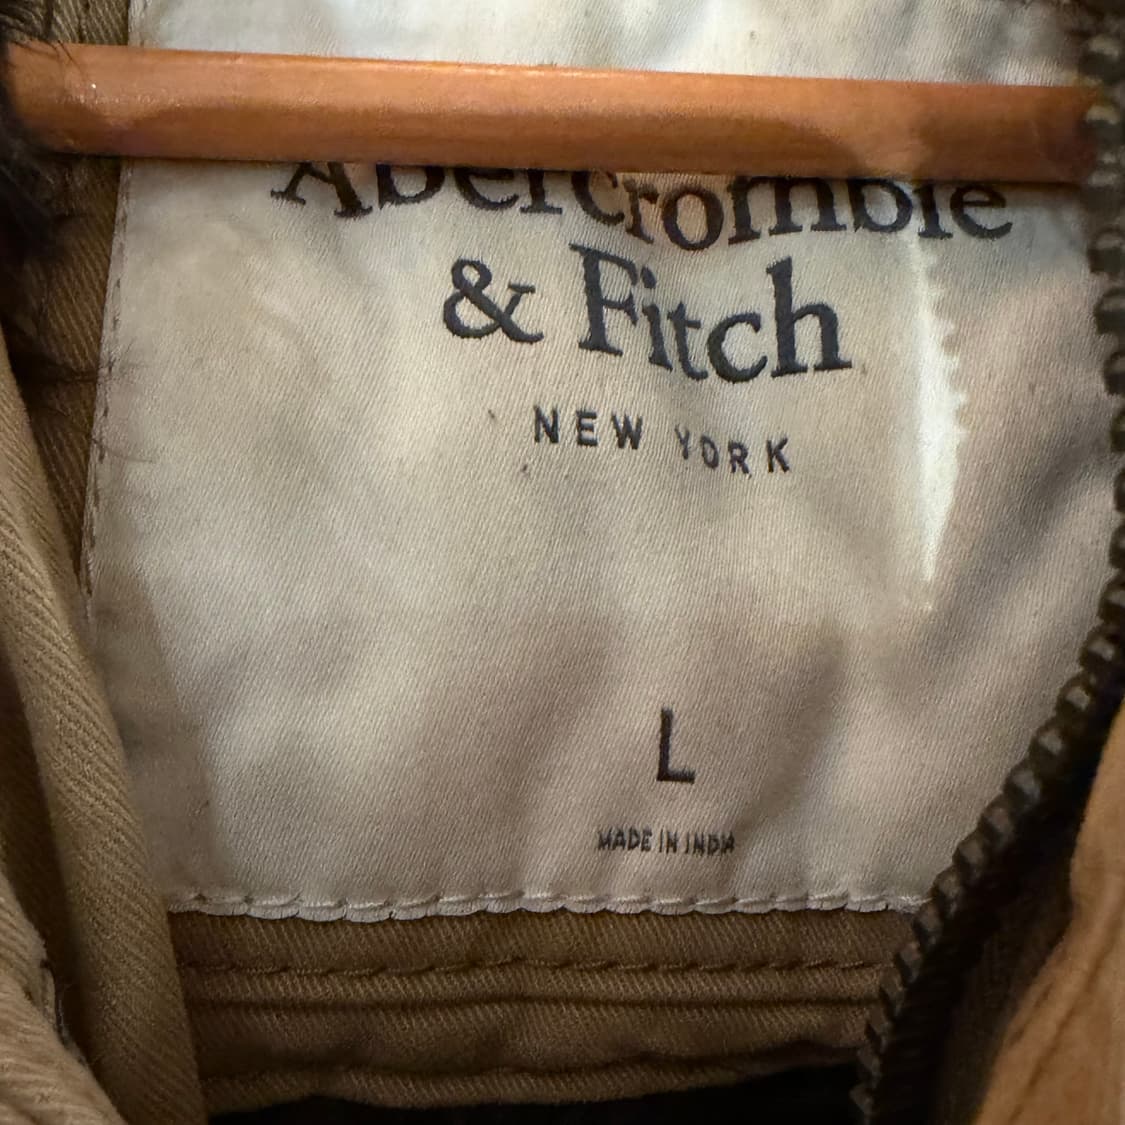 Abercrombie
& Fitch
NEW YORK
L
MADE IN INDIA